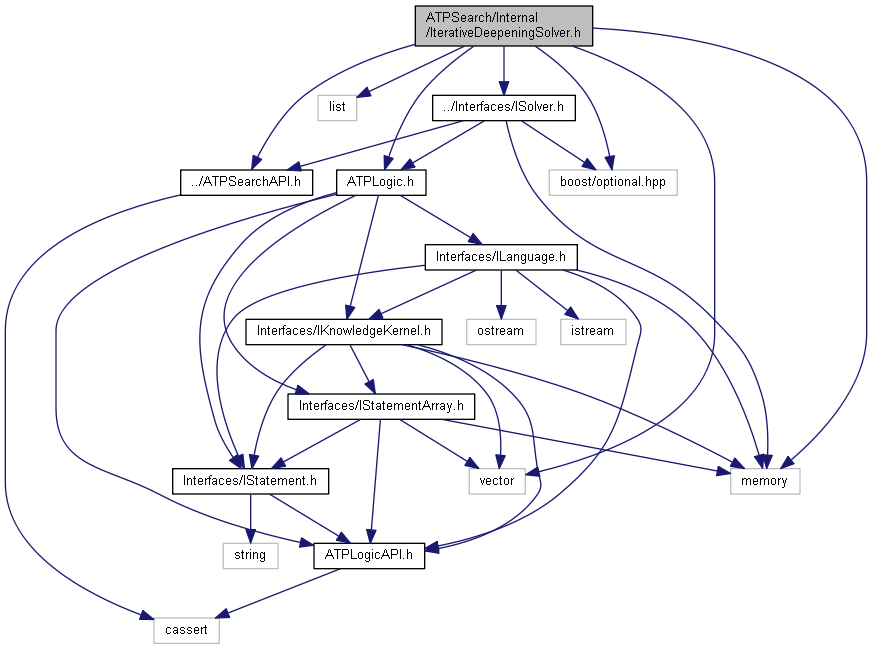 ATPSearch/Internal
/IterativeDeepeningSolver.h
list
../Interfaces/ISolver.h
../ATPSearchAPI.h
ATPLogic.h
boost/optional.hpp
Interfaces/ILanguage.h
Interfaces/IKnowledgeKernel.h
ostream
istream
Interfaces/IStatementArray.h
Interfaces/IStatement.h
vector
memory
string
ATPLogicAPI.h
cassert